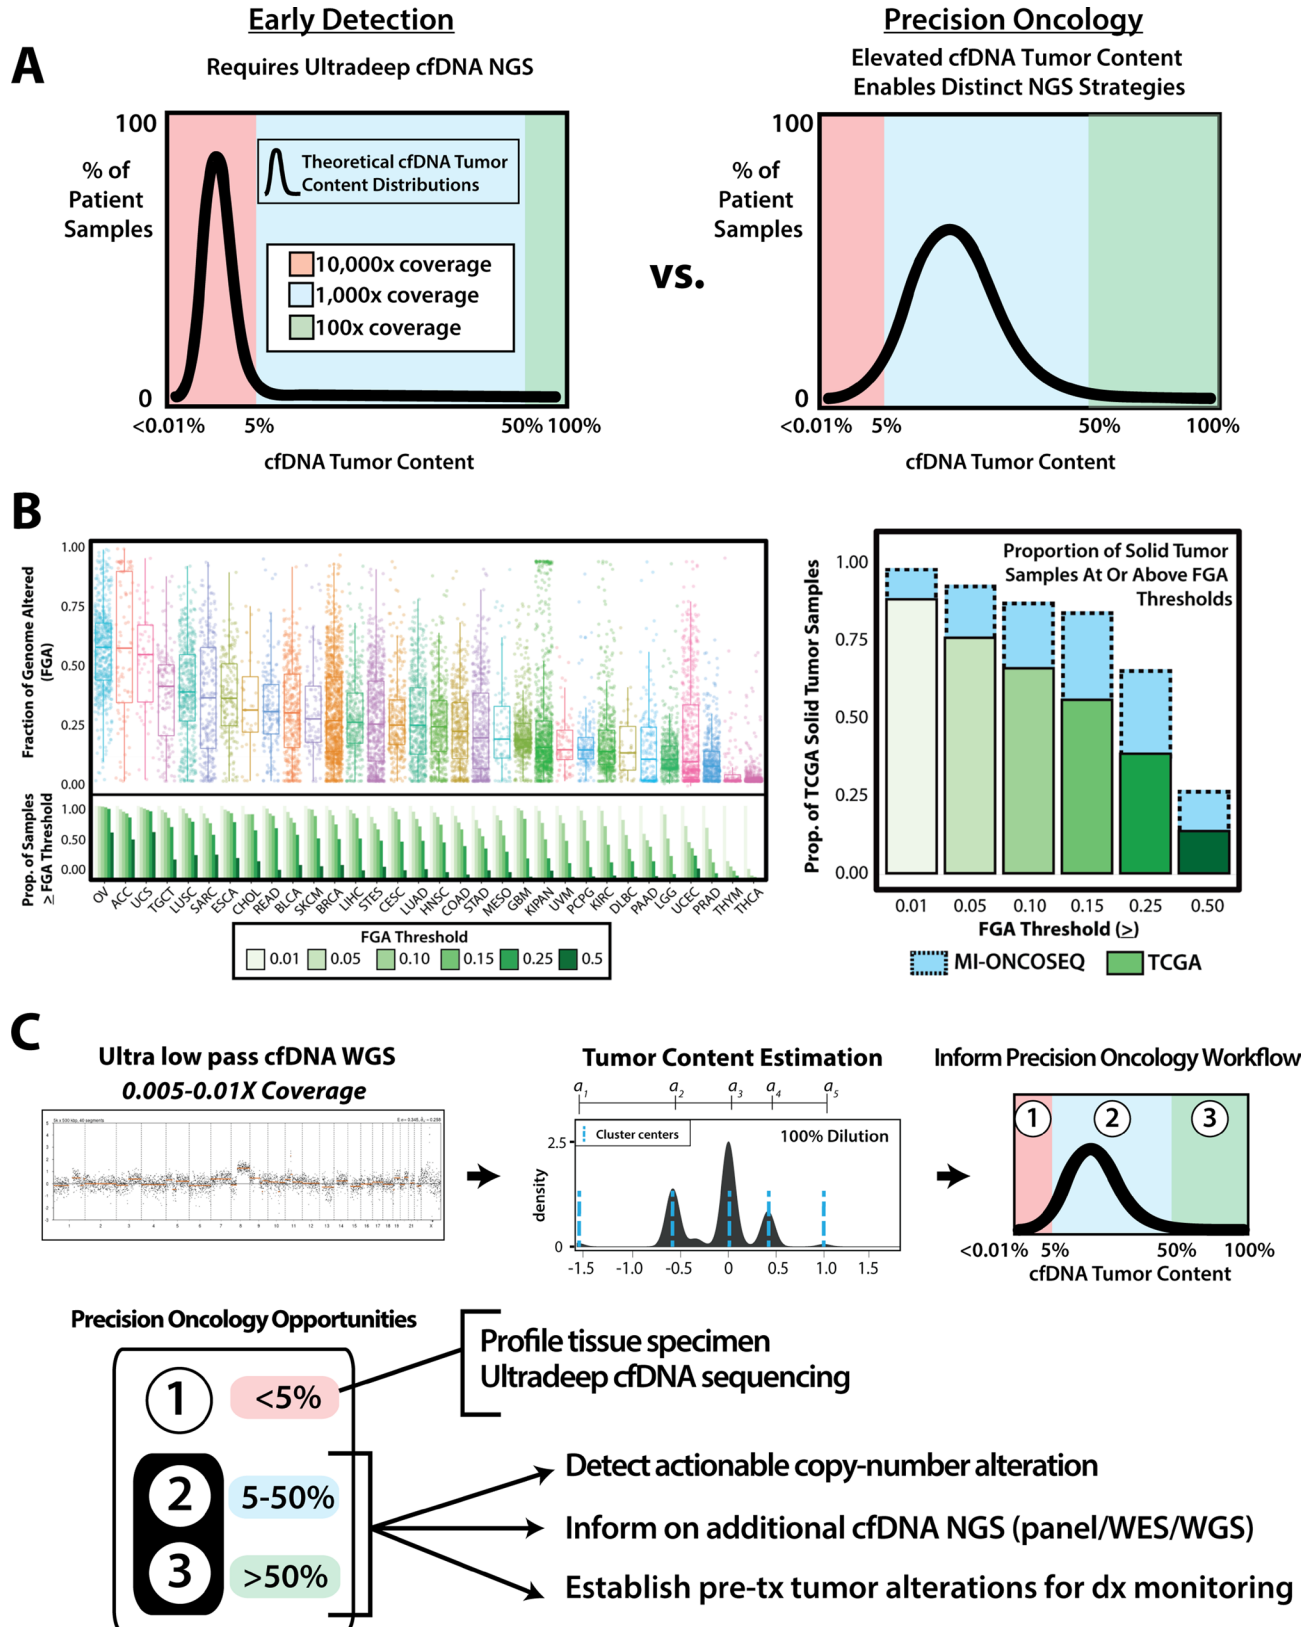 Early Detection
Precision Oncology
A
Requires Ultradeep cfDNA NGS
Elevated cfDNA Tumor Content
Enables Distinct NGS Strategies
100
% of
Patient
Samples
0
Theoretical cfDNA Tumor
Content Distributions
10,000x coverage
1,000x coverage
100x coverage
<0.01%
5%
50%
100%
cfDNA Tumor Content
vs.
100
% of
Patient
Samples
0
<0.01%
5%
50%
100%
cfDNA Tumor Content
B
Fraction of Genome Altered
(FGA)
1.00
0.75
0.50
0.25
0.00
Prop. of Samples
≥ FGA Threshold
1.00
0.50
0.00
OV
ACC
UCS
TGCT
LUSC
SARC
ESCA
CHOL
READ
BLCA
SKCM
BRCA
LIHC
STES
CESC
LUAD
HNSC
COAD
STAD
MESO
GBM
KIPAN
UVM
PCPG
KIRC
DLBC
PAAD
LGG
UCEC
PRAD
THYM
THCA
FGA Threshold
0.01
0.05
0.10
0.15
0.25
0.5
Proportion of Solid Tumor
Samples At Or Above FGA
Thresholds
Prop. of TCGA Solid Tumor Samples
1.00
0.75
0.50
0.25
0.00
0.01
0.05
0.10
0.15
0.25
0.50
FGA Threshold (≥)
MI-ONCOSEQ
TCGA
C
Ultra low pass cfDNA WGS
0.005-0.01X Coverage
Tumor Content Estimation
a1
a2
a3
a4
a5
Cluster centers
100% Dilution
2.5
density
0
-1.5
-1.0
-0.5
0
0.5
1.0
1.5
Inform Precision Oncology Workflow
1
2
3
<0.01%
5%
50%
100%
cfDNA Tumor Content
Precision Oncology Opportunities
1
<5%
2
5-50%
3
>50%
Profile tissue specimen
Ultradeep cfDNA sequencing
Detect actionable copy-number alteration
Inform on additional cfDNA NGS (panel/WES/WGS)
Establish pre-tx tumor alterations for dx monitoring